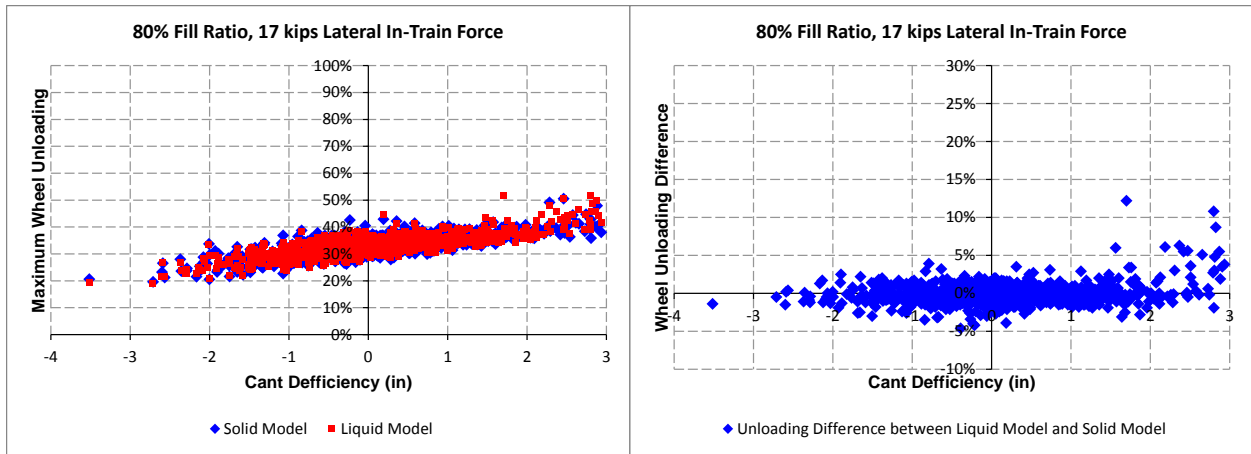 80% Fill Ratio, 17 kips Lateral In-Train Force
Maximum Wheel Unloading
100%
90%
80%
70%
60%
50%
40%
30%
20%
10%
0%
-4 -3 -2 -1 0 1 2 3
Cant Defficiency (in)
Solid Model Liquid Model
80% Fill Ratio, 17 kips Lateral In-Train Force
Wheel Unloading Difference
30%
25%
20%
15%
10%
5%
0%
-5%
-10%
-4 -3 -2 -1 0 1 2 3
Cant Defficiency (in)
Unloading Difference between Liquid Model and Solid Model